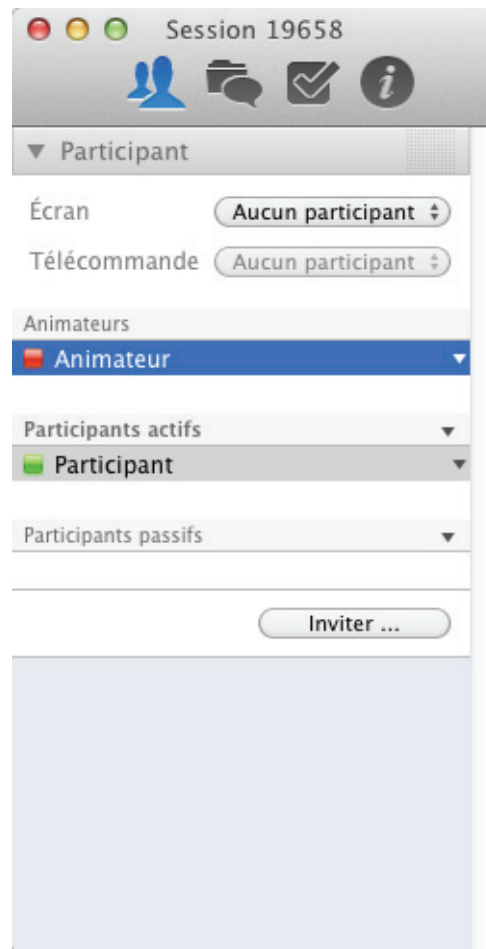 Session 19658
Participant
Écran Aucun participant
Télécommande Aucun participant
Animateurs
Animateur
Participants actifs
Participant
Participants passifs
Inviter ...